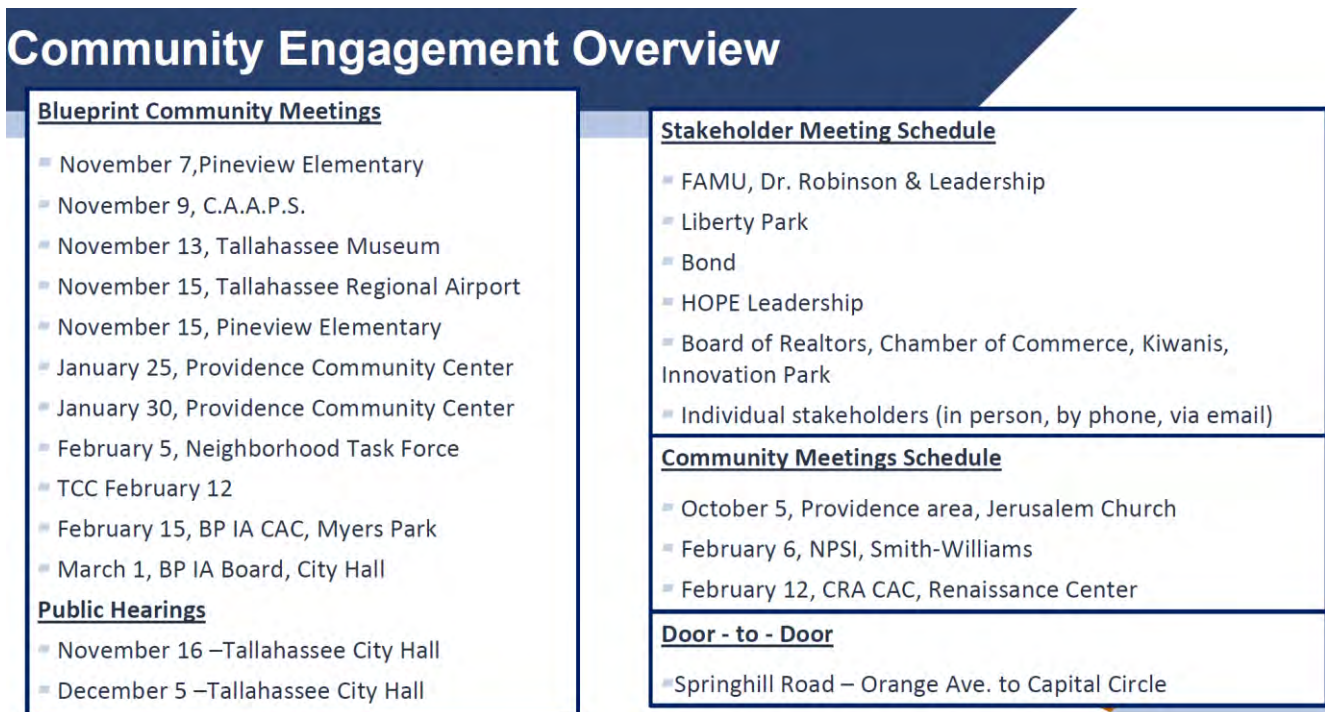 Community Engagement Overview
Blueprint Community Meetings
November 7,Pineview Elementary
November 9, C.A.A.P.S.
November 13, Tallahassee Museum
November 15, Tallahassee Regional Airport
November 15, Pineview Elementary
January 25, Providence Community Center
January 30, Providence Community Center
February 5, Neighborhood Task Force
TCC February 12
February 15, BP IA CAC, Myers Park
March 1, BP IA Board, City Hall
Public Hearings
November 16 –Tallahassee City Hall
December 5 –Tallahassee City Hall
Stakeholder Meeting Schedule
FAMU, Dr. Robinson & Leadership
Liberty Park
Bond
HOPE Leadership
Board of Realtors, Chamber of Commerce, Kiwanis,
Innovation Park
Individual stakeholders (in person, by phone, via email)
Community Meetings Schedule
October 5, Providence area, Jerusalem Church
February 6, NPSI, Smith-Williams
February 12, CRA CAC, Renaissance Center
Door - to - Door
Springhill Road – Orange Ave. to Capital Circle